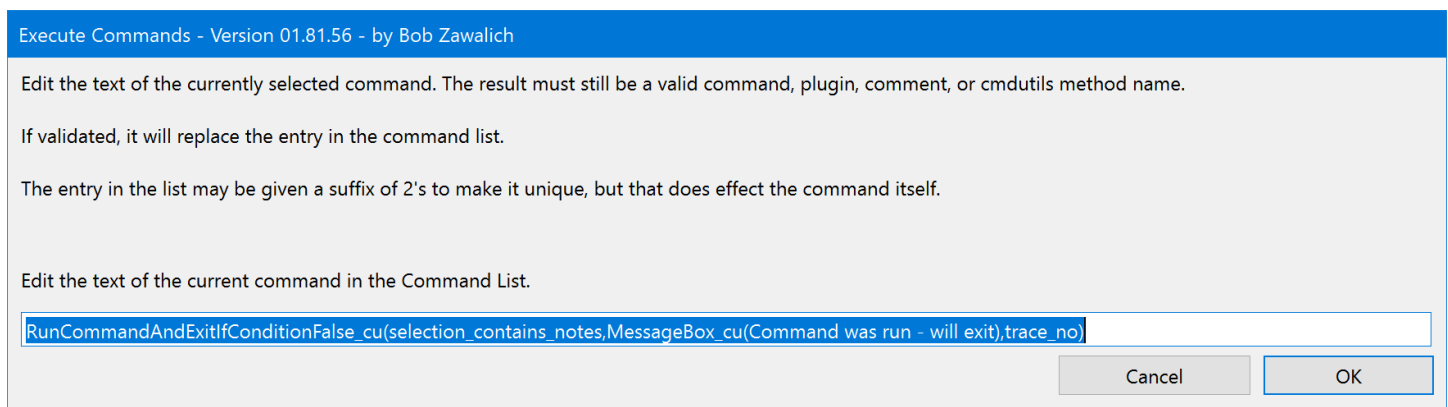 Execute Commands - Version 01.81.56 - by Bob Zawalich
Edit the text of the currently selected command. The result must still be a valid command, plugin, comment, or cmdutils method name.
If validated, it will replace the entry in the command list.
The entry in the list may be given a suffix of 2's to make it unique, but that does effect the command itself.
Edit the text of the current command in the Command List.
RunCommandAndExitIfConditionFalse_cu(selection_contains_notes,MessageBox_cu(Command was run - will exit),trace_no)
Cancel OK